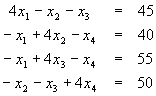 4x₁ − x₂ − x₃ = 45
− x₁ + 4x₂ − x₄ = 40
− x₁ + 4x₃ − x₄ = 55
− x₂ − x₃ + 4x₄ = 50